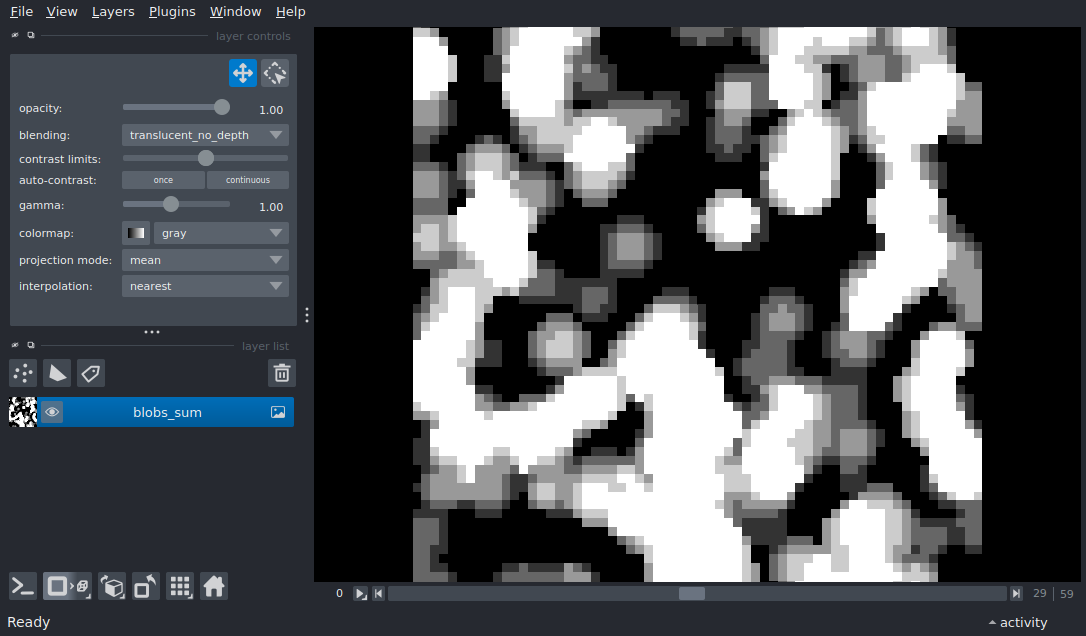 File View Layers Plugins Window Help
layer controls
opacity: 1.00
blending: translucent_no_depth
contrast limits:
auto-contrast: once continuous
gamma: 1.00
colormap: gray
projection mode: mean
interpolation: nearest
layer list
blobs_sum
0 29 59
Ready activity